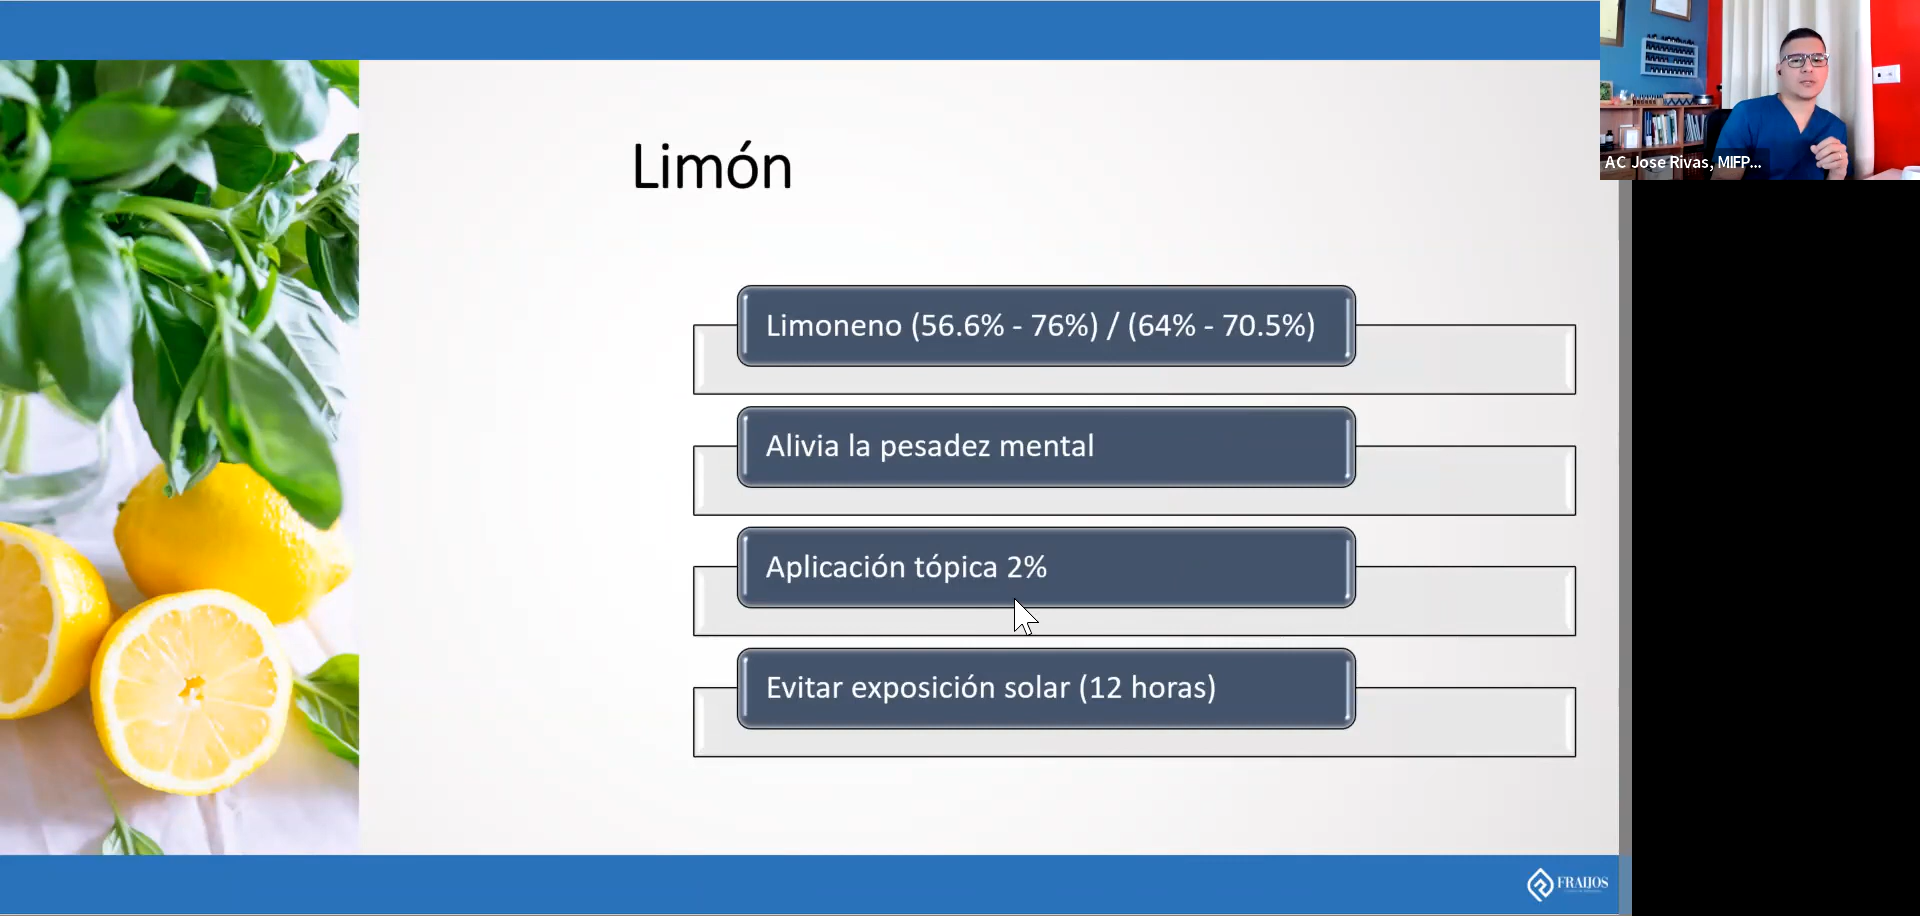 Limón
Limoneno (56.6% - 76%) / (64% - 70.5%)
Alivia la pesadez mental
Aplicación tópica 2%
Evitar exposición solar (12 horas)
AC Jose Rivas, MIFP...
FRAIJOS